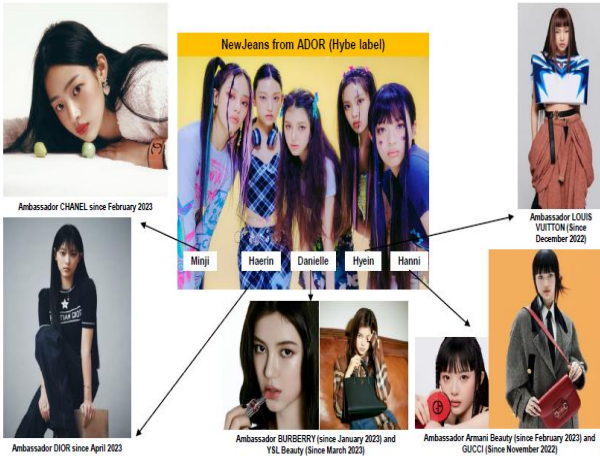 NewJeans from ADOR (Hybe label)
Ambassador CHANEL since February 2023
Ambassador LOUIS
VUITTON (Since
December 2022)
Minji
Haerin
Danielle
Hyein
Hanni
Ambassador DIOR since April 2023
Ambassador BURBERRY (since January 2023) and
YSL Beauty (Since March 2023)
Ambassador Armani Beauty (since February 2023) and
GUCCI (Since November 2022)